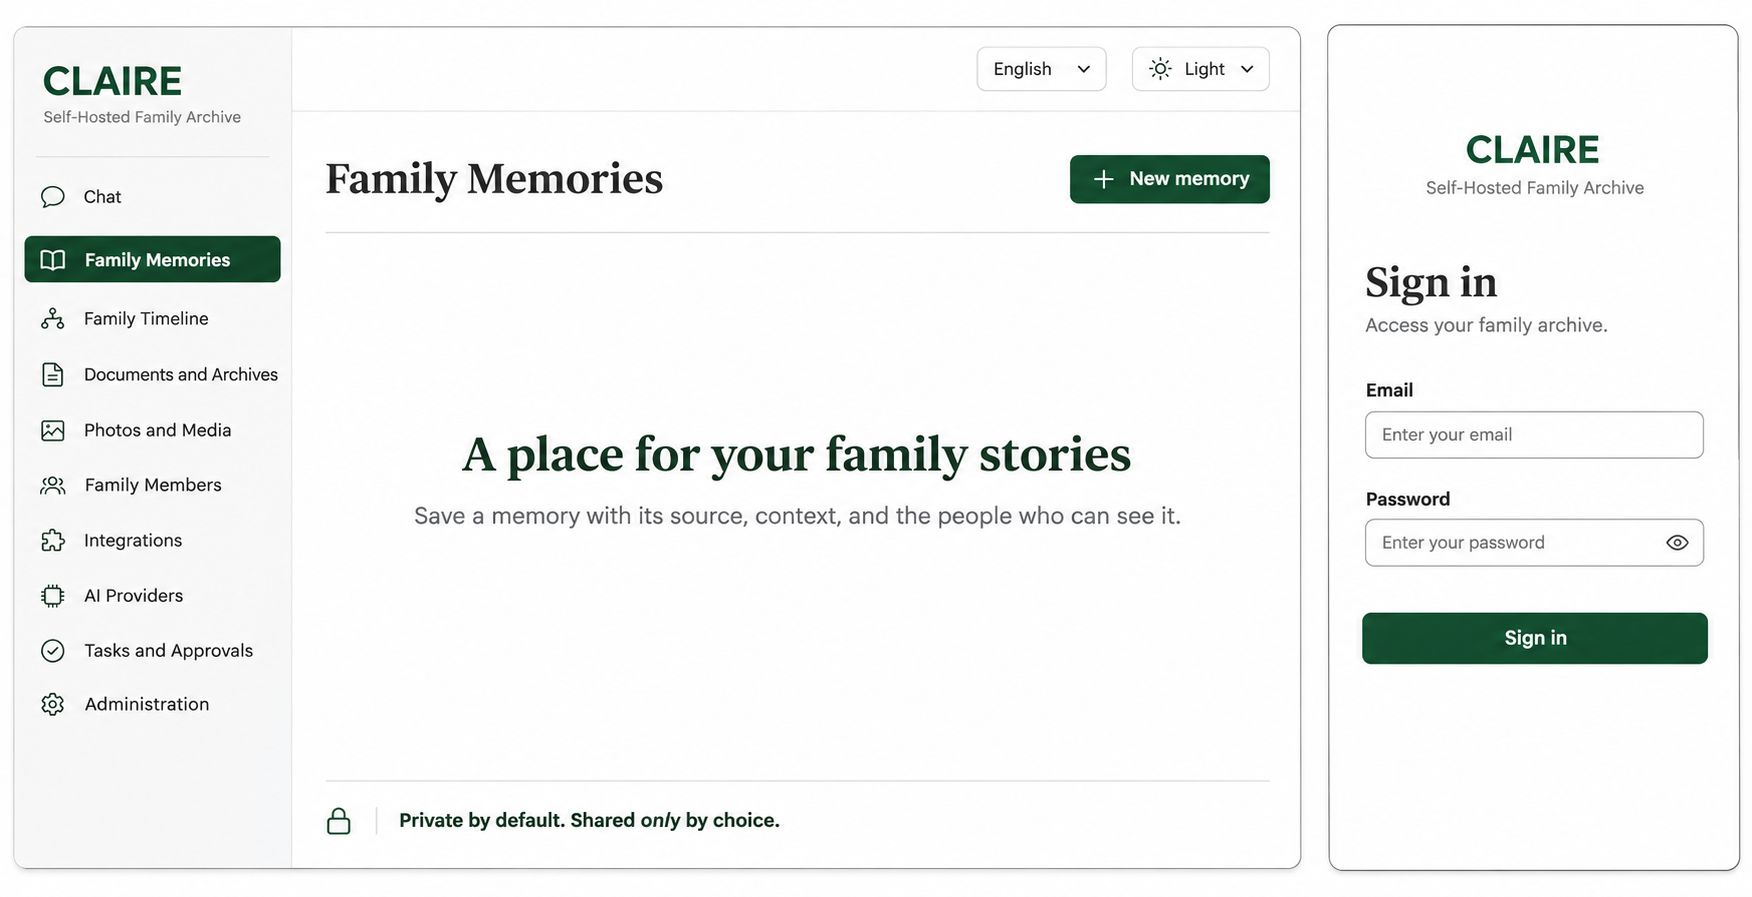 CLAIRE
Self-Hosted Family Archive
Chat
Family Memories
Family Timeline
Documents and Archives
Photos and Media
Family Members
Integrations
AI Providers
Tasks and Approvals
Administration
English
Light
Family Memories
New memory
A place for your family stories
Save a memory with its source, context, and the people who can see it.
Private by default. Shared only by choice.
CLAIRE
Self-Hosted Family Archive
Sign in
Access your family archive.
Email
Enter your email
Password
Enter your password
Sign in